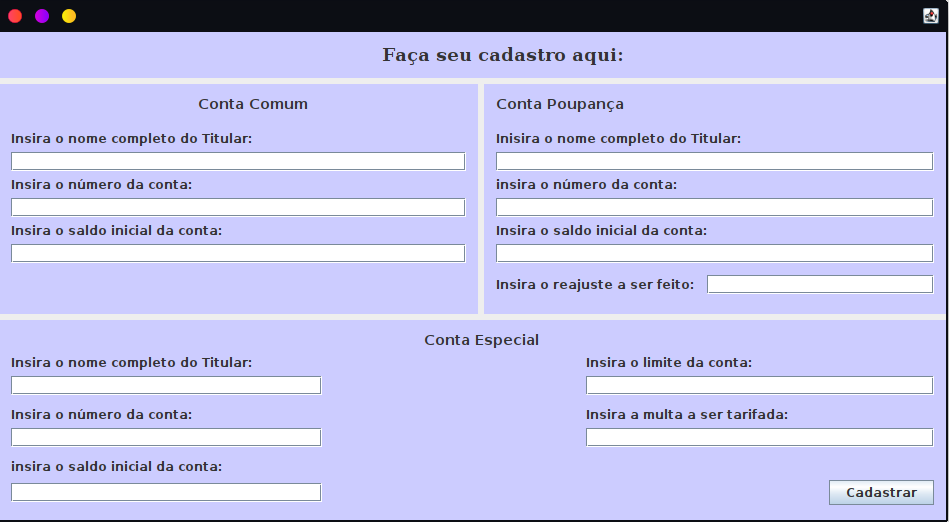 Faça seu cadastro aqui:
Conta Comum
Insira o nome completo do Titular:
Insira o número da conta:
Insira o saldo inicial da conta:
Conta Poupança
Inisira o nome completo do Titular:
insira o número da conta:
Insira o saldo inicial da conta:
Insira o reajuste a ser feito:
Conta Especial
Insira o nome completo do Titular:
Insira o número da conta:
insira o saldo inicial da conta:
Insira o limite da conta:
Insira a multa a ser tarifada:
Cadastrar